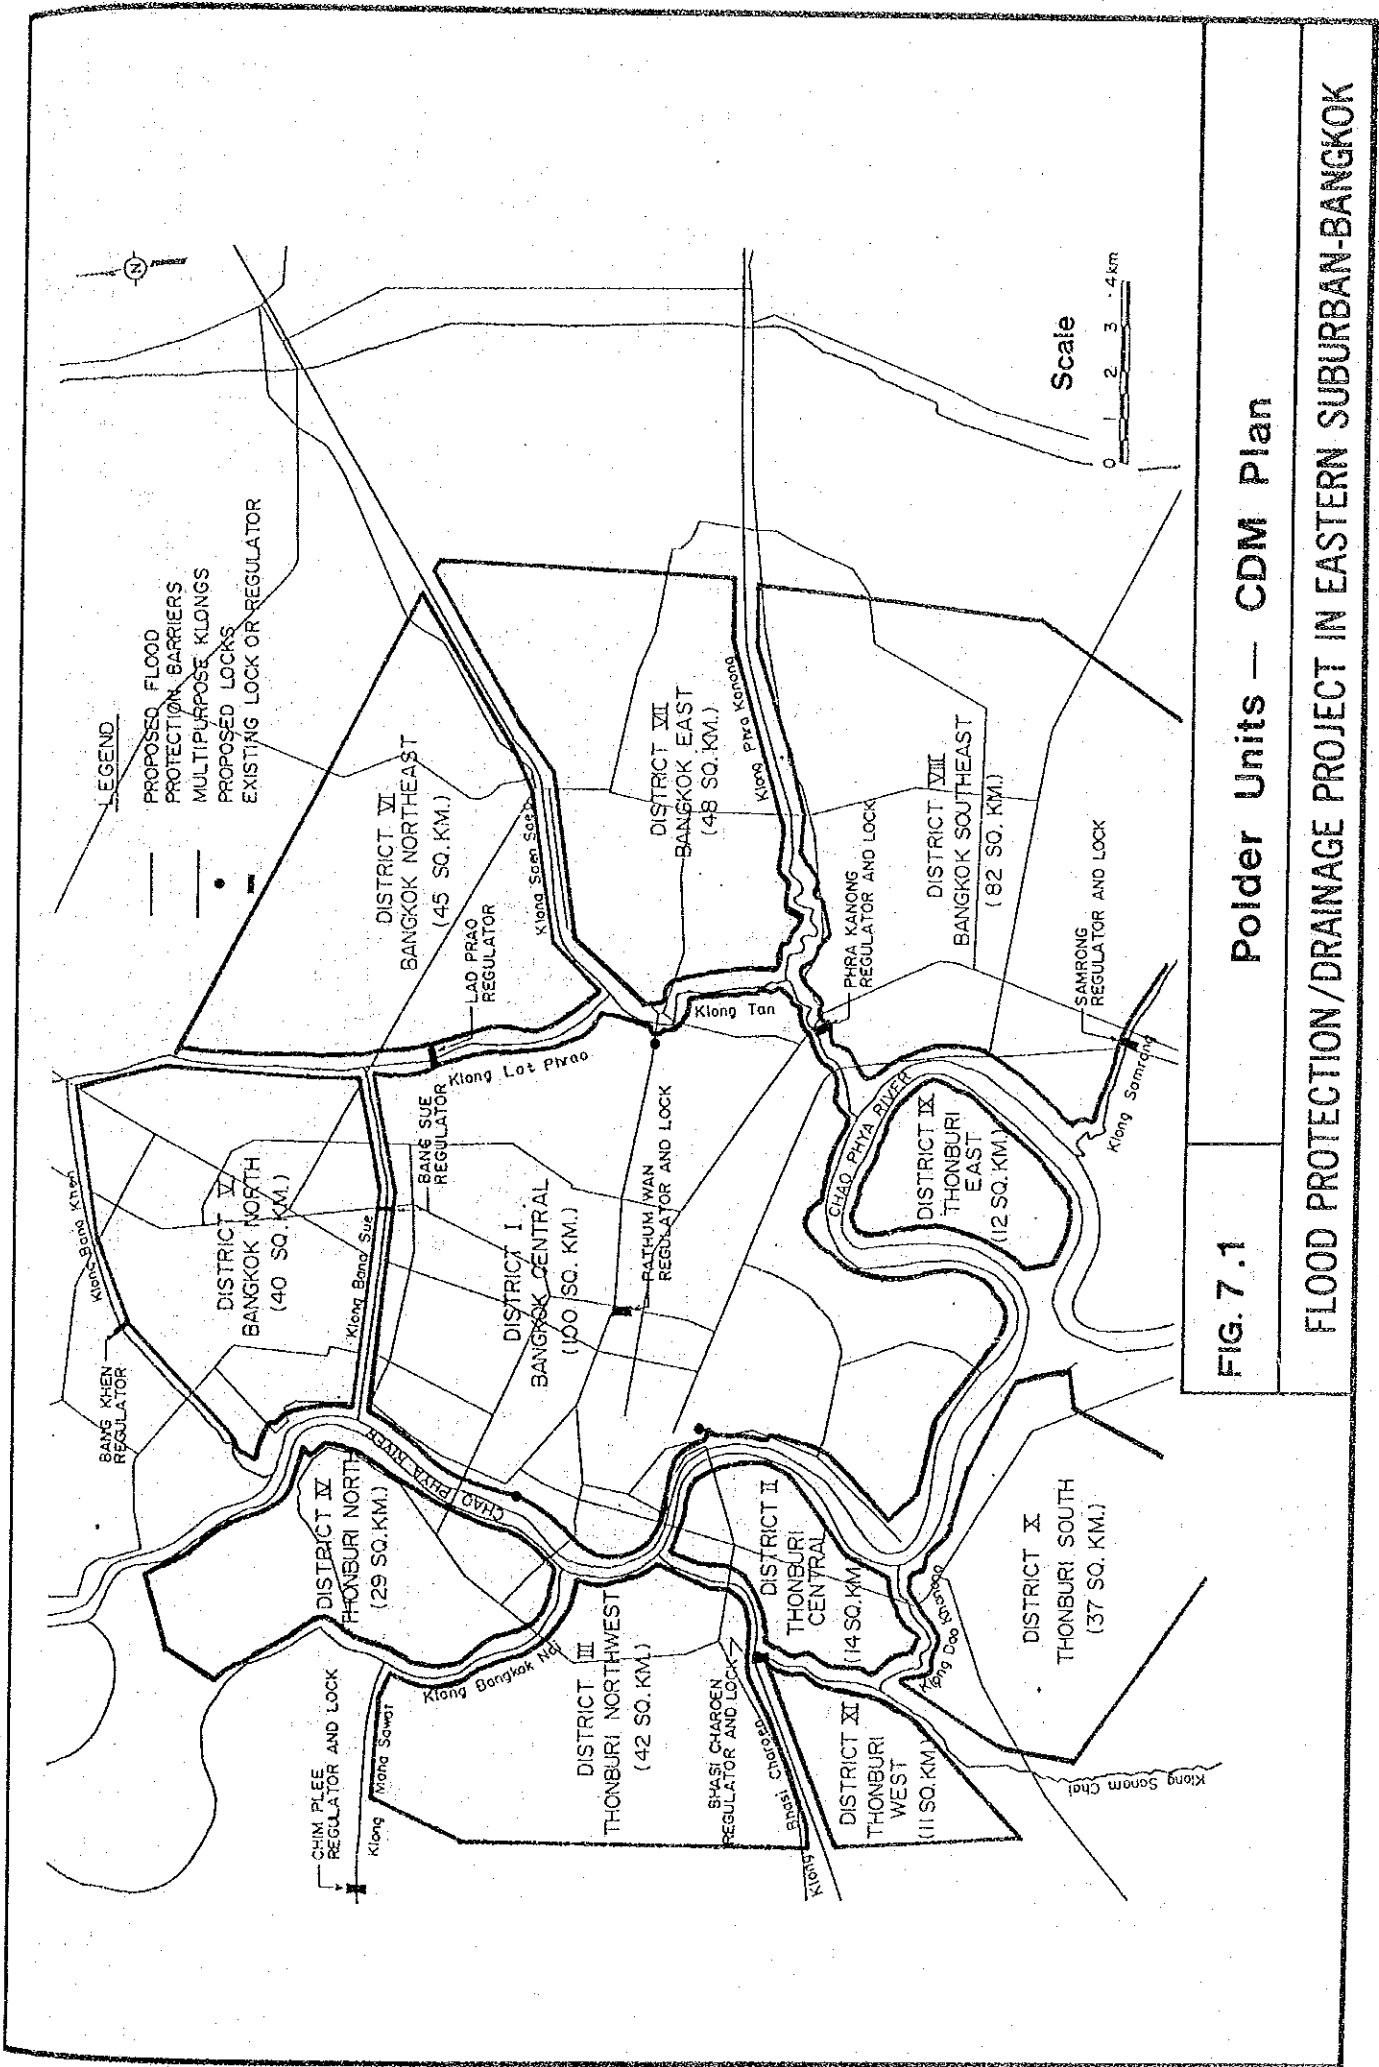 LEGEND
PROPOSED FLOOD
PROTECTION BARRIERS
MULTIPURPOSE KLONGS
PROPOSED LOCKS
EXISTING LOCK OR REGULATOR
N
BANG KHEN
REGULATOR
Klong Bang Khen
CHIM PLEE
REGULATOR AND LOCK
Klong Maha Sawat
DISTRICT IV
THONBURI NORTH
(29 SQ.KM.)
CHAO PHYA RIVER
CHAO PHYA RIVER
DISTRICT V
BANGKOK NORTH
(40 SQ. KM.)
Klong Bang Sue
BANG SUE
REGULATOR
LAD PRAO
REGULATOR
Klong Lat Phrao
DISTRICT VI
BANGKOK NORTHEAST
(45 SQ. KM.)
Klong Saen Saeb
Klong Bangkok Noi
DISTRICT I
BANGKOK CENTRAL
(100 SQ. KM.)
PATHUMWAN
REGULATOR AND LOCK
Klong Tan
DISTRICT VII
BANGKOK EAST
(48 SQ. KM.)
Klong Phra Kanong
DISTRICT III
THONBURI NORTHWEST
(42 SQ. KM.)
BHASI CHAROEN
REGULATOR AND LOCK
Klong Bhasi Charoen
DISTRICT II
THONBURI
CENTRAL
(14 SQ.KM.)
PHRA KANONG
REGULATOR AND LOCK
DISTRICT VIII
BANGKOK SOUTHEAST
(82 SQ. KM.)
CHAO PHYA RIVER
DISTRICT IX
THONBURI
EAST
(12 SQ.KM.)
DISTRICT XI
THONBURI
WEST
(11 SQ.KM.)
Klong Dao Khanong
DISTRICT X
THONBURI SOUTH
(37 SQ. KM.)
Klong Sanam Chai
SAMRONG
REGULATOR AND LOCK
Klong Samrong
Scale
0 1 2 3 4km
FIG. 7.1
Polder Units — CDM Plan
FLOOD PROTECTION/DRAINAGE PROJECT IN EASTERN SUBURBAN-BANGKOK